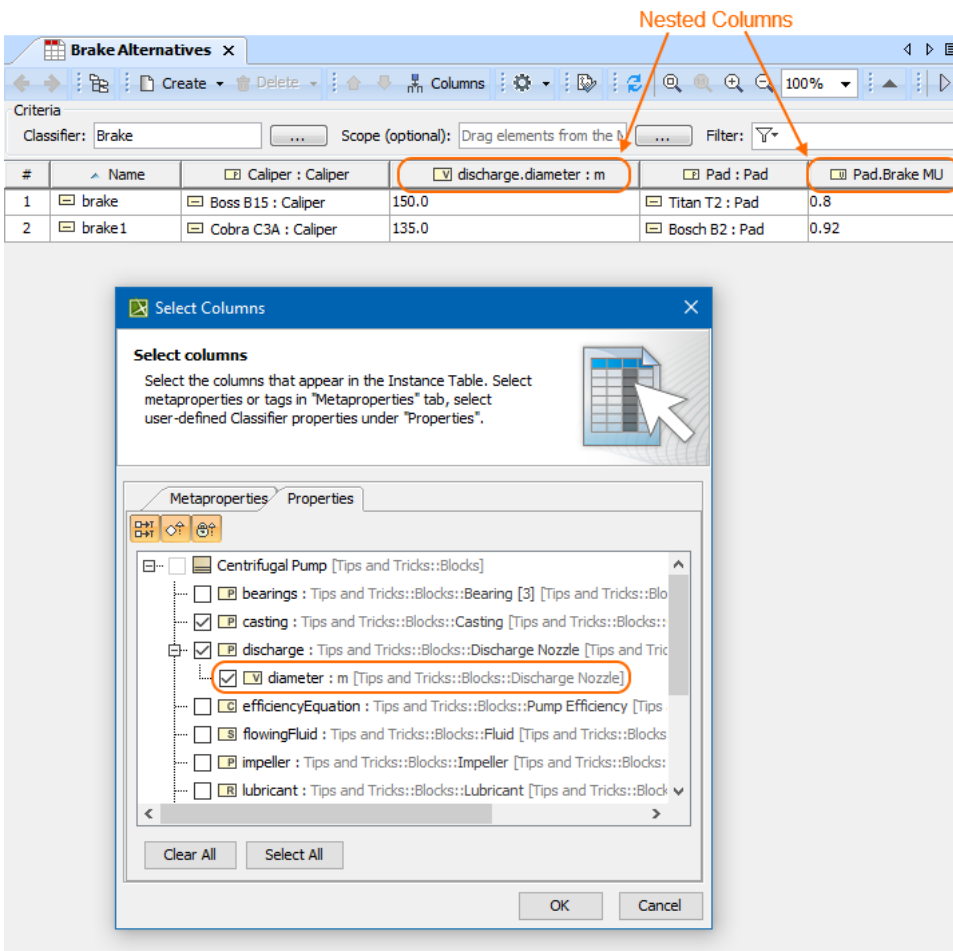 Nested Columns
Brake Alternatives
Create Delete Columns 100%
Criteria
Classifier: Brake ... Scope (optional): Drag elements from the ... Filter:
# Name P Caliper : Caliper V discharge.diameter : m P Pad : Pad U Pad.Brake MU
1 brake Boss B15 : Caliper 150.0 Titan T2 : Pad 0.8
2 brake1 Cobra C3A : Caliper 135.0 Bosch B2 : Pad 0.92
Select Columns
Select columns
Select the columns that appear in the Instance Table. Select
metaproperties or tags in "Metaproperties" tab, select
user-defined Classifier properties under "Properties".
Metaproperties Properties
Centrifugal Pump [Tips and Tricks::Blocks]
P bearings : Tips and Tricks::Blocks::Bearing [3] [Tips and Tricks::Blo
P casting : Tips and Tricks::Blocks::Casting [Tips and Tricks::Blocks::
P discharge : Tips and Tricks::Blocks::Discharge Nozzle [Tips and Tric
V diameter : m [Tips and Tricks::Blocks::Discharge Nozzle]
C efficiencyEquation : Tips and Tricks::Blocks::Pump Efficiency [Tips
S flowingFluid : Tips and Tricks::Blocks::Fluid [Tips and Tricks::Blocks
P impeller : Tips and Tricks::Blocks::Impeller [Tips and Tricks::Blocks:
R lubricant : Tips and Tricks::Blocks::Lubricant [Tips and Tricks::Block
Clear All Select All
OK Cancel